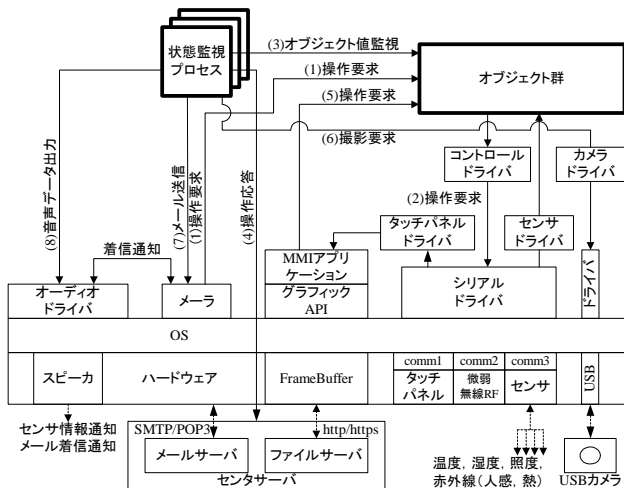 状態監視
プロセス
(3)オブジェクト値監視
(1)操作要求
(5)操作要求
オブジェクト群
(6)撮影要求
コントロール
ドライバ
カメラ
ドライバ
(8)音声データ出力
(7)メール送信
(1)操作要求
(4)操作応答
(2)操作要求
タッチパネル
ドライバ
センサ
ドライバ
着信通知
MMIアプリ
ケーション
グラフィック
API
シリアル
ドライバ
ドライバ
オーディオ
ドライバ
メーラ
OS
スピーカ
ハードウェア
FrameBuffer
comm1
タッチ
パネル
comm2
微弱
無線RF
comm3
センサ
USB
センサ情報通知
メール着信通知
SMTP/POP3
http/https
メールサーバ
ファイルサーバ
センタサーバ
温度, 湿度, 照度,
赤外線(人感, 熱)
USBカメラ